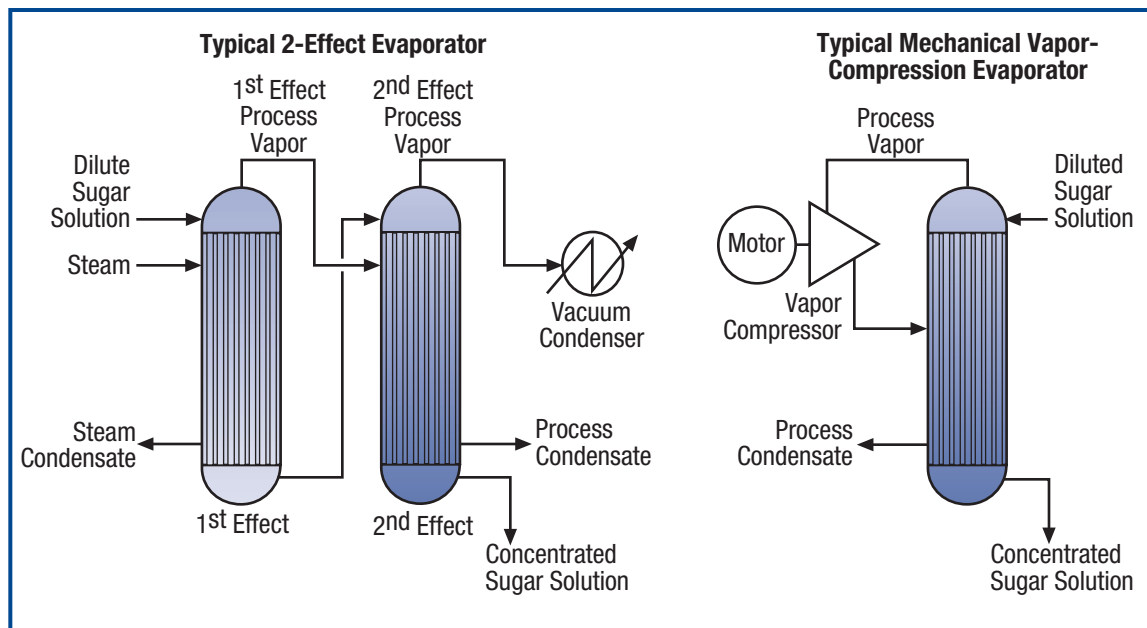 Typical 2-Effect Evaporator
1st Effect
Process
Vapor
2nd Effect
Process
Vapor
Dilute
Sugar
Solution
Steam
Vacuum
Condenser
Steam
Condensate
Process
Condensate
1st Effect
2nd Effect
Concentrated
Sugar Solution
Typical Mechanical Vapor-
Compression Evaporator
Process
Vapor
Diluted
Sugar
Solution
Motor
Vapor
Compressor
Process
Condensate
Concentrated
Sugar Solution